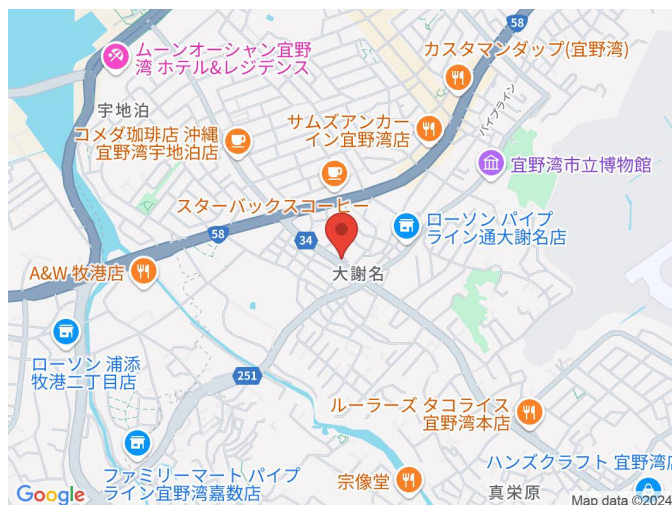 58
ムーンオーシャン宜野
湾 ホテル&レジデンス
カスタマンダップ(宜野湾)
宇地泊
コメダ珈琲店 沖縄
宜野湾宇地泊店
サムズアンカー
イン宜野湾店
パイプライン
宜野湾市立博物館
スターバックスコーヒー
ローソン パイプ
ライン通大謝名店
58
34
A&W 牧港店
大謝名
ローソン 浦添
牧港二丁目店
251
ルーラーズ タコライス
宜野湾本店
ファミリーマート パイプ
ライン宜野湾嘉数店
宗像堂
ハンズクラフト 宜野湾店
真栄原
Google
Map data ©2024